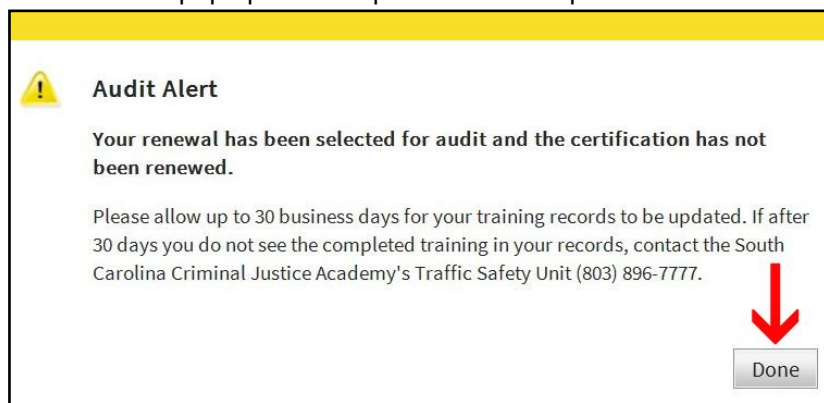 Audit Alert
Your renewal has been selected for audit and the certification has not
been renewed.
Please allow up to 30 business days for your training records to be updated. If after
30 days you do not see the completed training in your records, contact the South
Carolina Criminal Justice Academy's Traffic Safety Unit (803) 896-7777.
Done